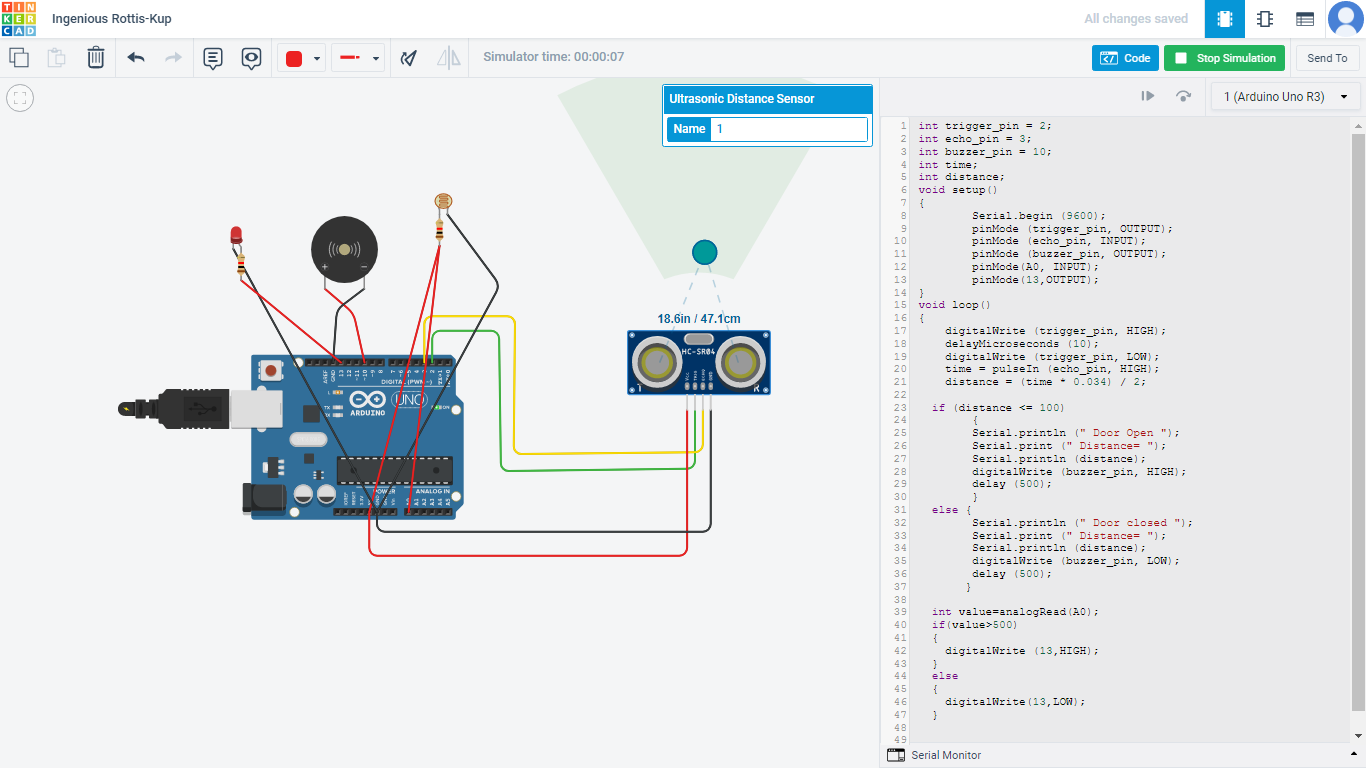 TIN
KER
CAD
Ingenious Rottis-Kup
All changes saved
Simulator time: 00:00:07
Code
Stop Simulation
Send To
Ultrasonic Distance Sensor
Name 1
1 (Arduino Uno R3)
18.6in / 47.1cm
HC-SR04
T R
AREF
GND
DIGITAL (PWM~)
UNO
ARDUINO
TX
RX
L
ON
POWER
ANALOG IN
1 int trigger_pin = 2;
2 int echo_pin = 3;
3 int buzzer_pin = 10;
4 int time;
5 int distance;
6 void setup()
7 {
8 Serial.begin (9600);
9 pinMode (trigger_pin, OUTPUT);
10 pinMode (echo_pin, INPUT);
11 pinMode (buzzer_pin, OUTPUT);
12 pinMode(A0, INPUT);
13 pinMode(13,OUTPUT);
14 }
15 void loop()
16 {
17 digitalWrite (trigger_pin, HIGH);
18 delayMicroseconds (10);
19 digitalWrite (trigger_pin, LOW);
20 time = pulseIn (echo_pin, HIGH);
21 distance = (time * 0.034) / 2;
22
23 if (distance <= 100)
24 {
25 Serial.println (" Door Open ");
26 Serial.print (" Distance= ");
27 Serial.println (distance);
28 digitalWrite (buzzer_pin, HIGH);
29 delay (500);
30 }
31 else {
32 Serial.println (" Door closed ");
33 Serial.print (" Distance= ");
34 Serial.println (distance);
35 digitalWrite (buzzer_pin, LOW);
36 delay (500);
37 }
38
39 int value=analogRead(A0);
40 if(value>500)
41 {
42 digitalWrite (13,HIGH);
43 }
44 else
45 {
46 digitalWrite(13,LOW);
47 }
48
49
Serial Monitor